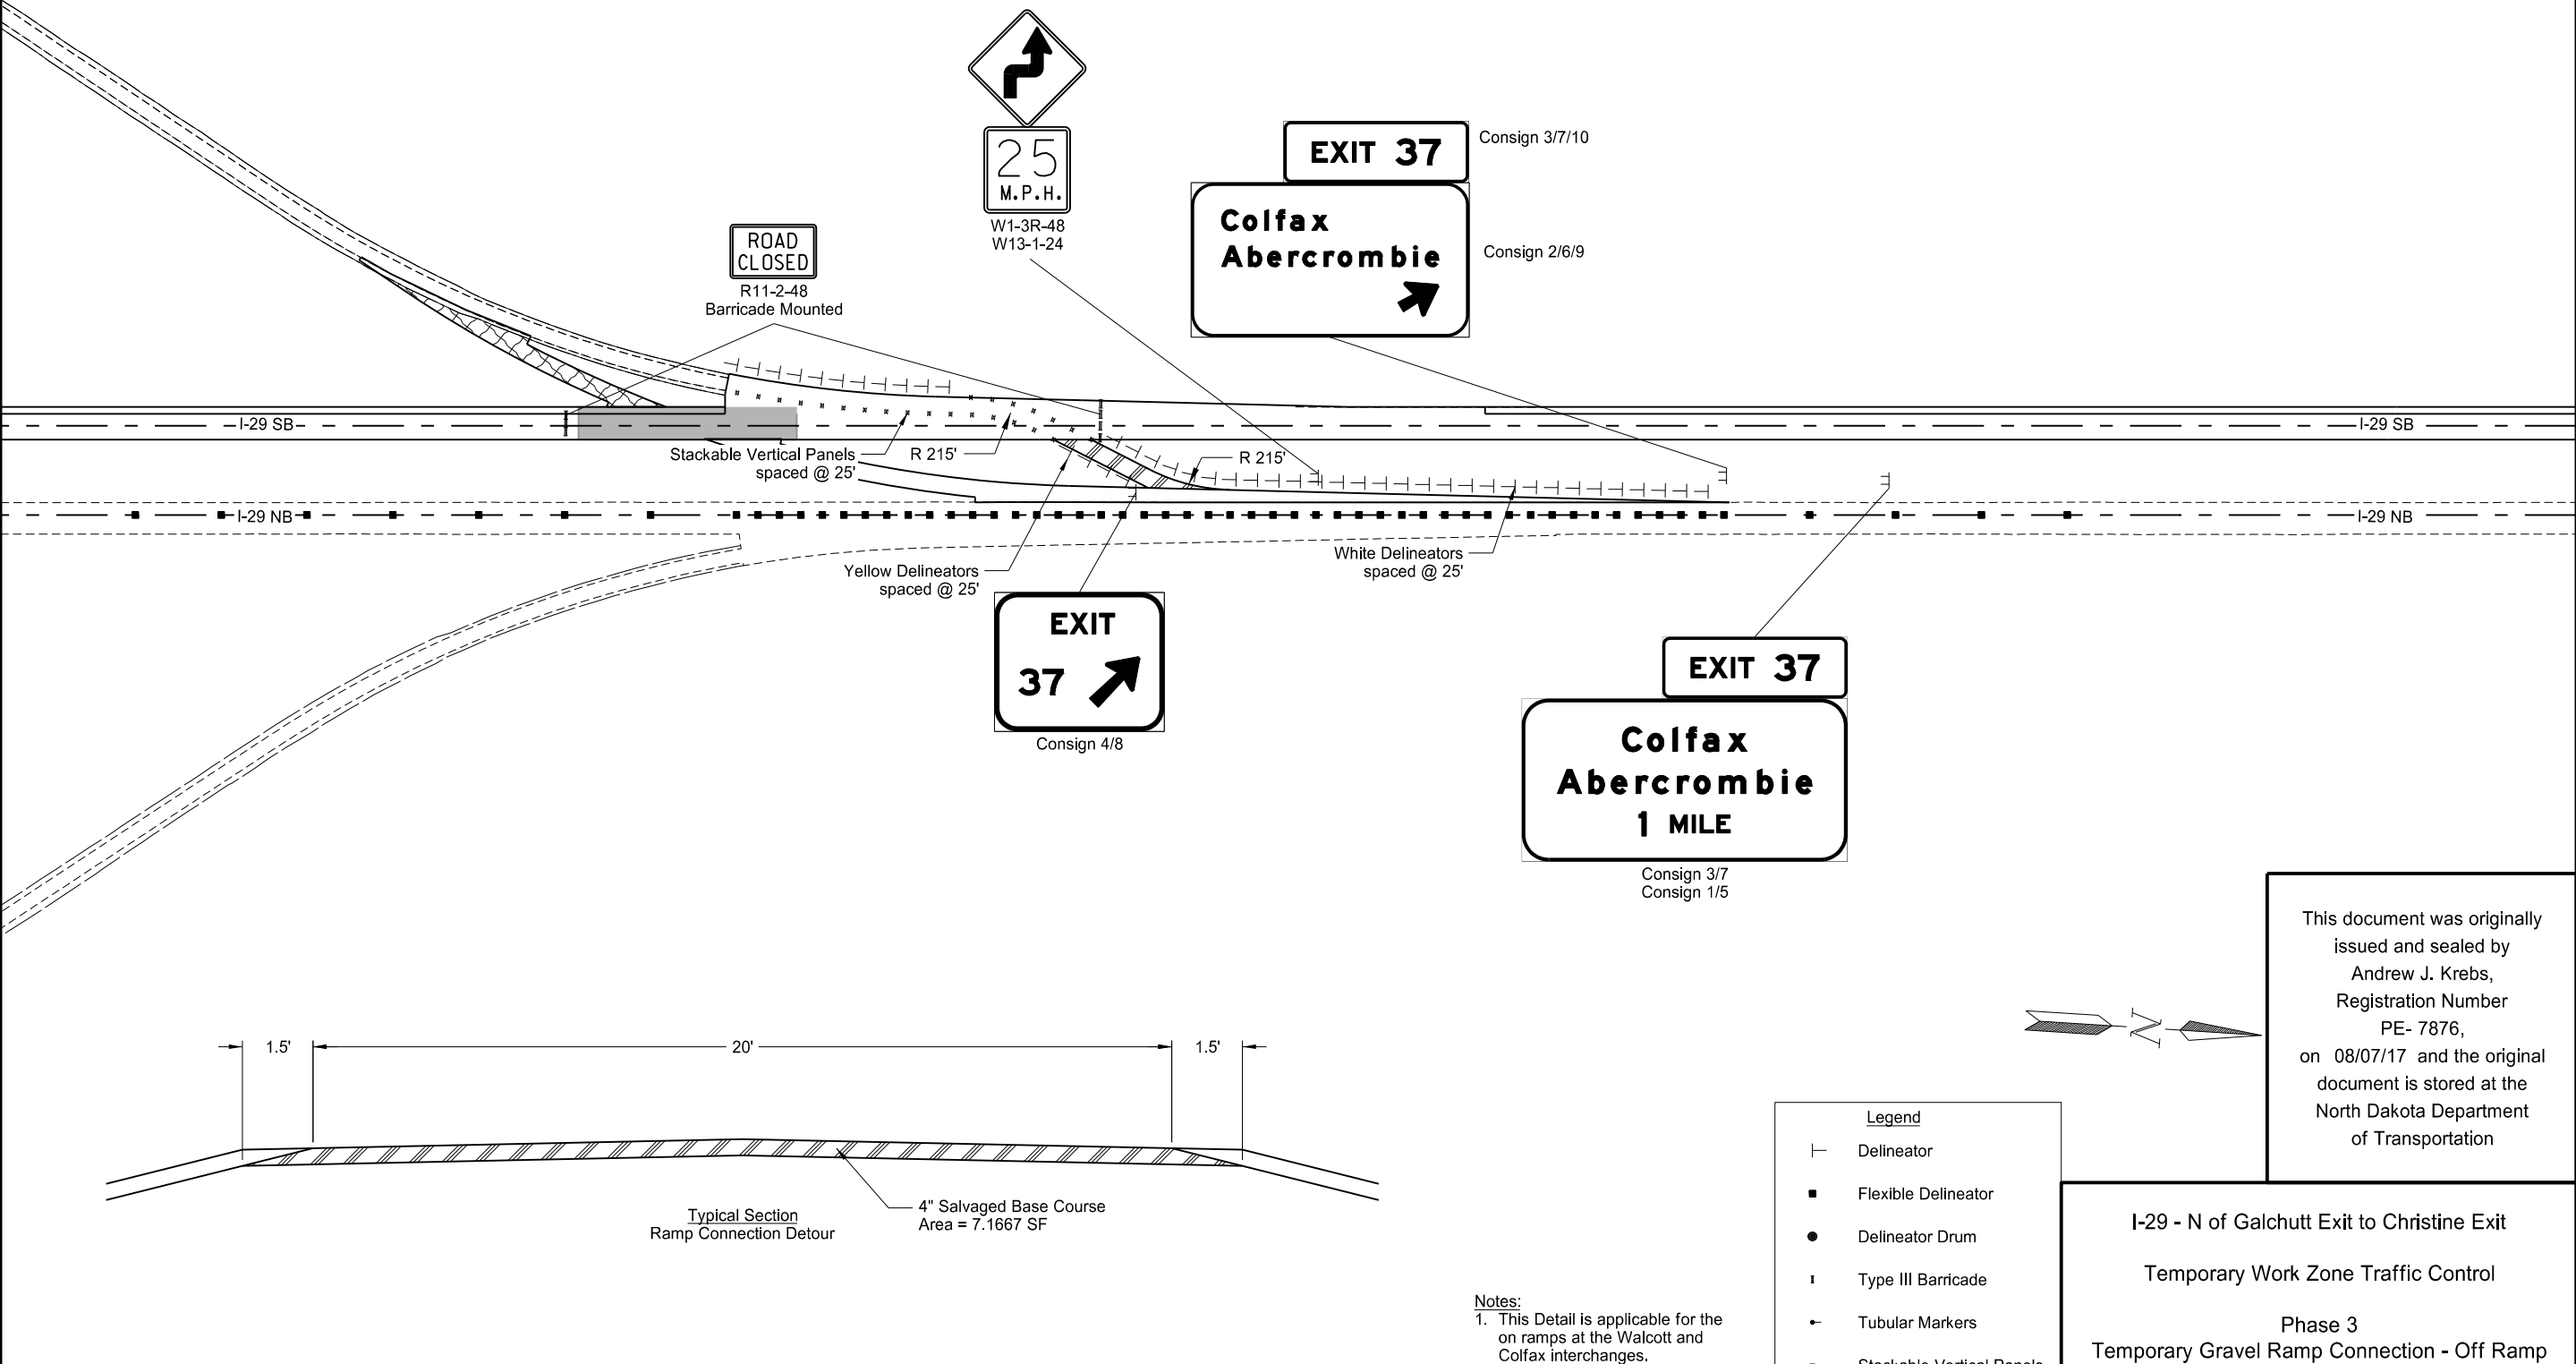 25
M.P.H.
W1-3R-48
W13-1-24
EXIT 37
Consign 3/7/10
Colfax
Abercrombie
Consign 2/6/9
ROAD
CLOSED
R11-2-48
Barricade Mounted
I-29 SB
I-29 SB
Stackable Vertical Panels
spaced @ 25'
R 215'
R 215'
I-29 NB
I-29 NB
Yellow Delineators
spaced @ 25'
White Delineators
spaced @ 25'
EXIT
37
Consign 4/8
EXIT 37
Colfax
Abercrombie
1 MILE
Consign 3/7
Consign 1/5
This document was originally
issued and sealed by
Andrew J. Krebs,
Registration Number
PE- 7876,
on 08/07/17 and the original
document is stored at the
North Dakota Department
of Transportation
N
1.5'
20'
1.5'
4" Salvaged Base Course
Area = 7.1667 SF
Typical Section
Ramp Connection Detour
Notes:
1. This Detail is applicable for the
on ramps at the Walcott and
Colfax interchanges.
Legend
Delineator
Flexible Delineator
Delineator Drum
Type III Barricade
Tubular Markers
Stackable Vertical Panels
I-29 - N of Galchutt Exit to Christine Exit
Temporary Work Zone Traffic Control
Phase 3
Temporary Gravel Ramp Connection - Off Ramp